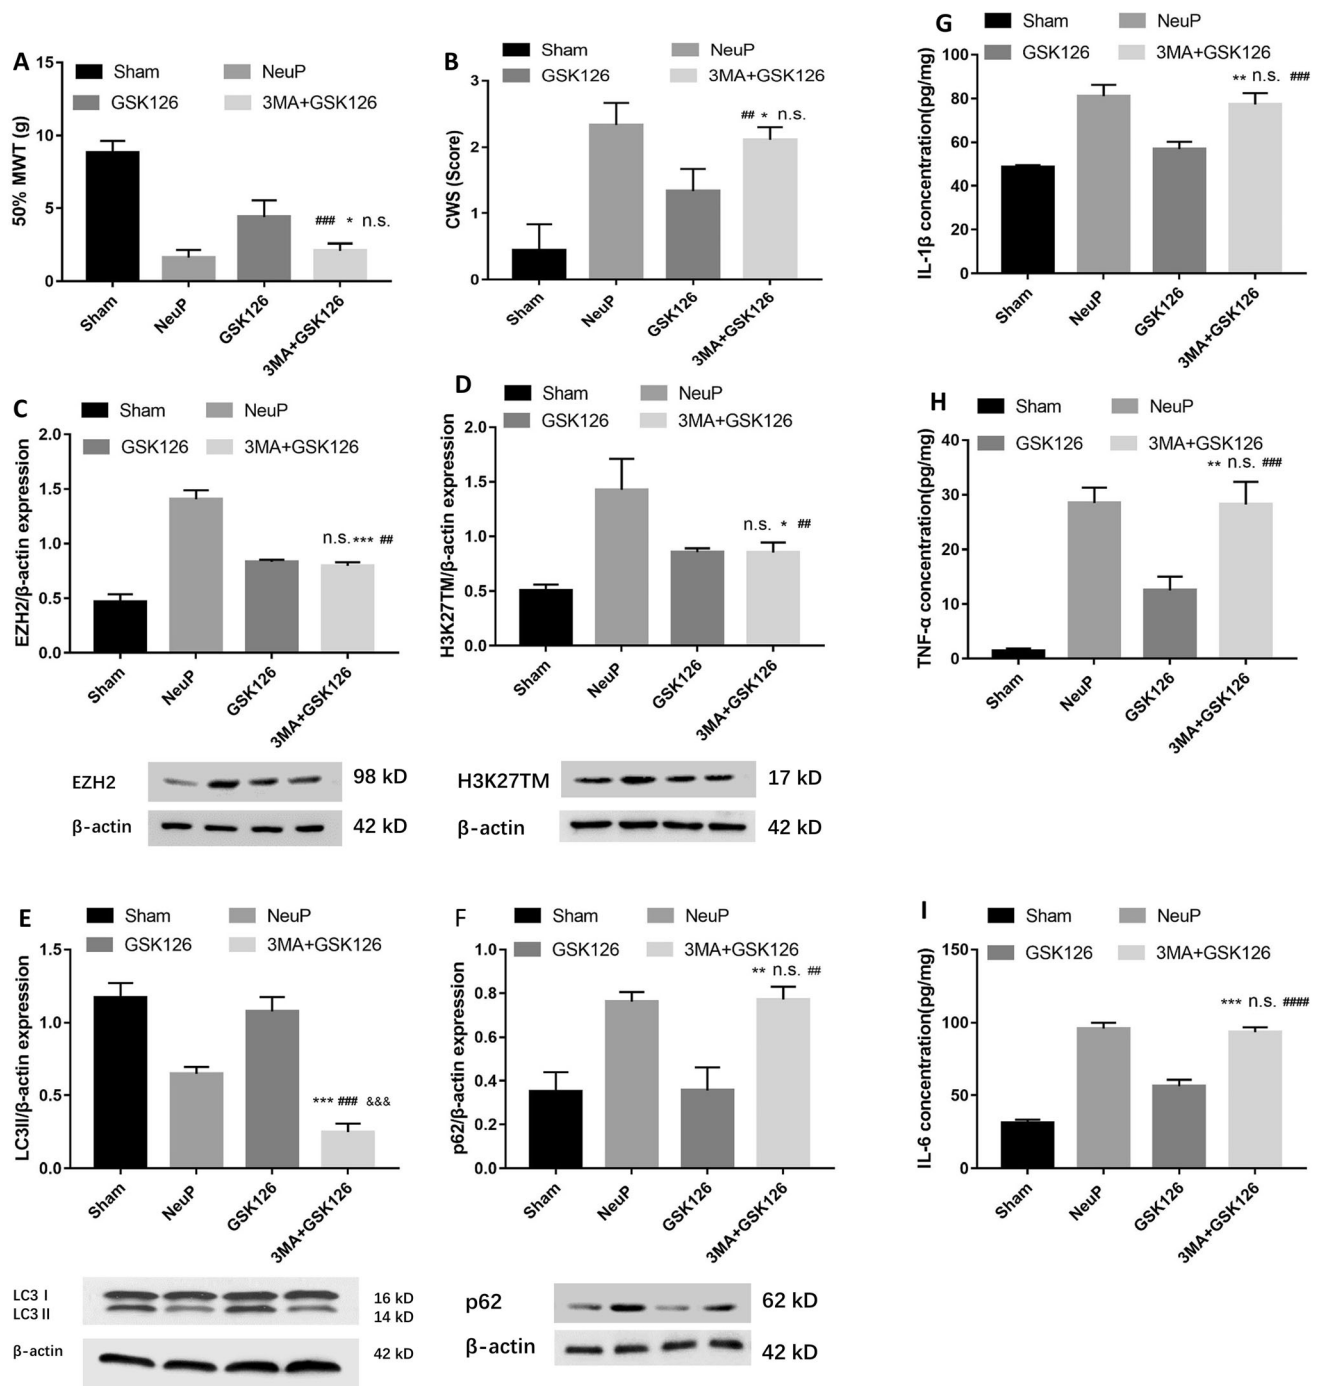 A
Sham
NeuP
GSK126
3MA+GSK126
50% MWT (g)
15
10
5
0
### * n.s.
Sham
NeuP
GSK126
3MA+GSK126
B
Sham
NeuP
GSK126
3MA+GSK126
CWS (Score)
3
2
1
0
## * n.s.
Sham
NeuP
GSK126
3MA+GSK126
G
Sham
NeuP
GSK126
3MA+GSK126
IL-1β concentration(pg/mg)
100
80
60
40
20
0
** n.s. ###
Sham
NeuP
GSK126
3MA+GSK126
C
Sham
NeuP
GSK126
3MA+GSK126
EZH2/β-actin expression
2.0
1.5
1.0
0.5
0.0
n.s. *** ##
Sham
NeuP
GSK126
3MA+GSK126
EZH2
98 kD
β-actin
42 kD
D
Sham
NeuP
GSK126
3MA+GSK126
H3K27TM/β-actin expression
2.0
1.5
1.0
0.5
0.0
n.s. * ##
Sham
NeuP
GSK126
3MA+GSK126
H3K27TM
17 kD
β-actin
42 kD
H
Sham
NeuP
GSK126
3MA+GSK126
TNF-α concentration(pg/mg)
40
30
20
10
0
** n.s. ###
Sham
NeuP
GSK126
3MA+GSK126
E
Sham
NeuP
GSK126
3MA+GSK126
LC3II/β-actin expression
1.5
1.0
0.5
0.0
*** ### &&&
Sham
NeuP
GSK126
3MA+GSK126
LC3 I
16 kD
LC3 II
14 kD
β-actin
42 kD
F
Sham
NeuP
GSK126
3MA+GSK126
p62/β-actin expression
1.0
0.8
0.6
0.4
0.2
0.0
** n.s. ##
Sham
NeuP
GSK126
3MA+GSK126
p62
62 kD
β-actin
42 kD
I
Sham
NeuP
GSK126
3MA+GSK126
IL-6 concentration(pg/mg)
150
100
50
0
*** n.s. ####
Sham
NeuP
GSK126
3MA+GSK126